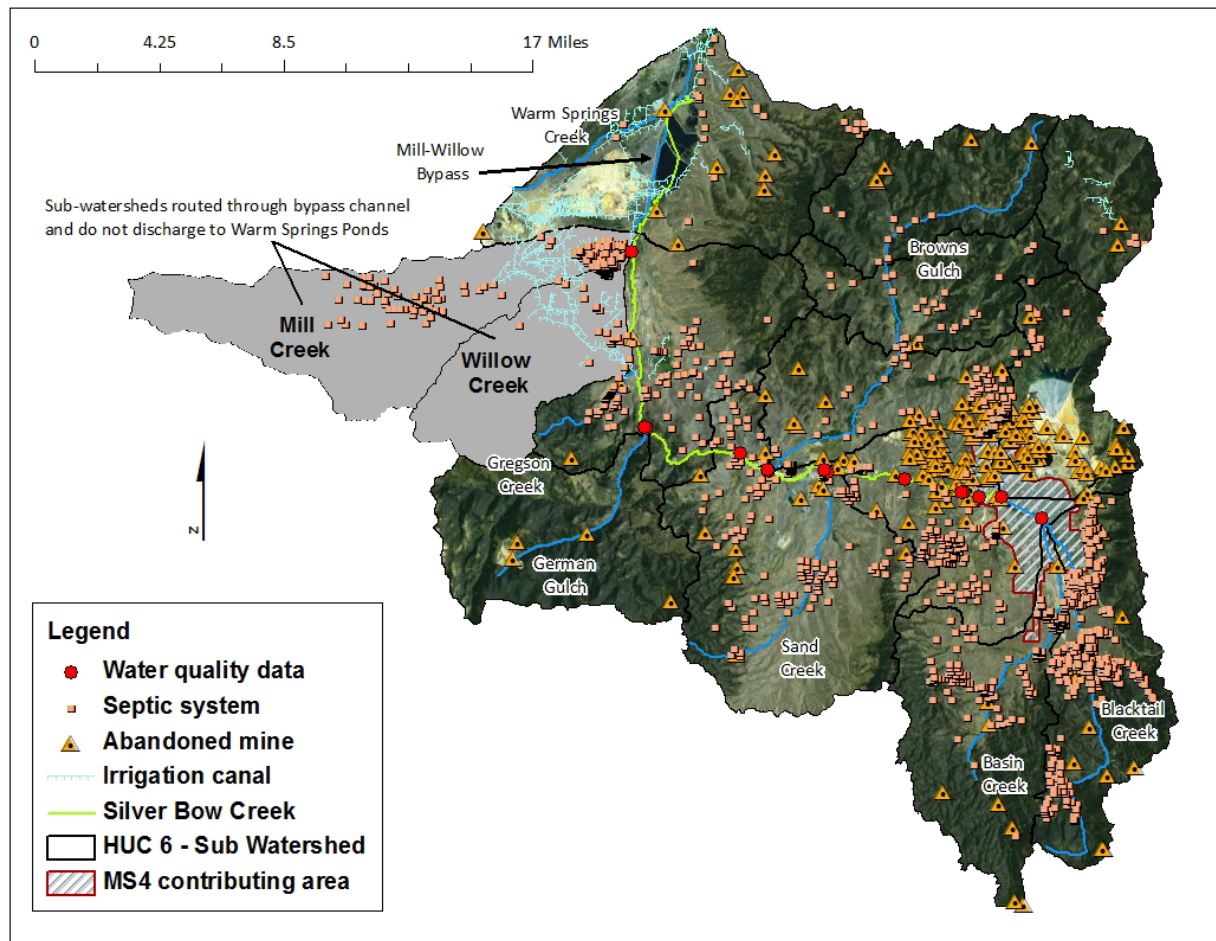 0 4.25 8.5 17 Miles
Warm Springs
Creek
Mill-Willow
Bypass
Sub-watersheds routed through bypass channel
and do not discharge to Warm Springs Ponds
Browns
Gulch
Mill
Creek
Willow
Creek
Gregson
Creek
German
Gulch
Sand
Creek
Blacktail
Creek
Basin
Creek
N
Legend
Water quality data
Septic system
Abandoned mine
Irrigation canal
Silver Bow Creek
HUC 6 - Sub Watershed
MS4 contributing area